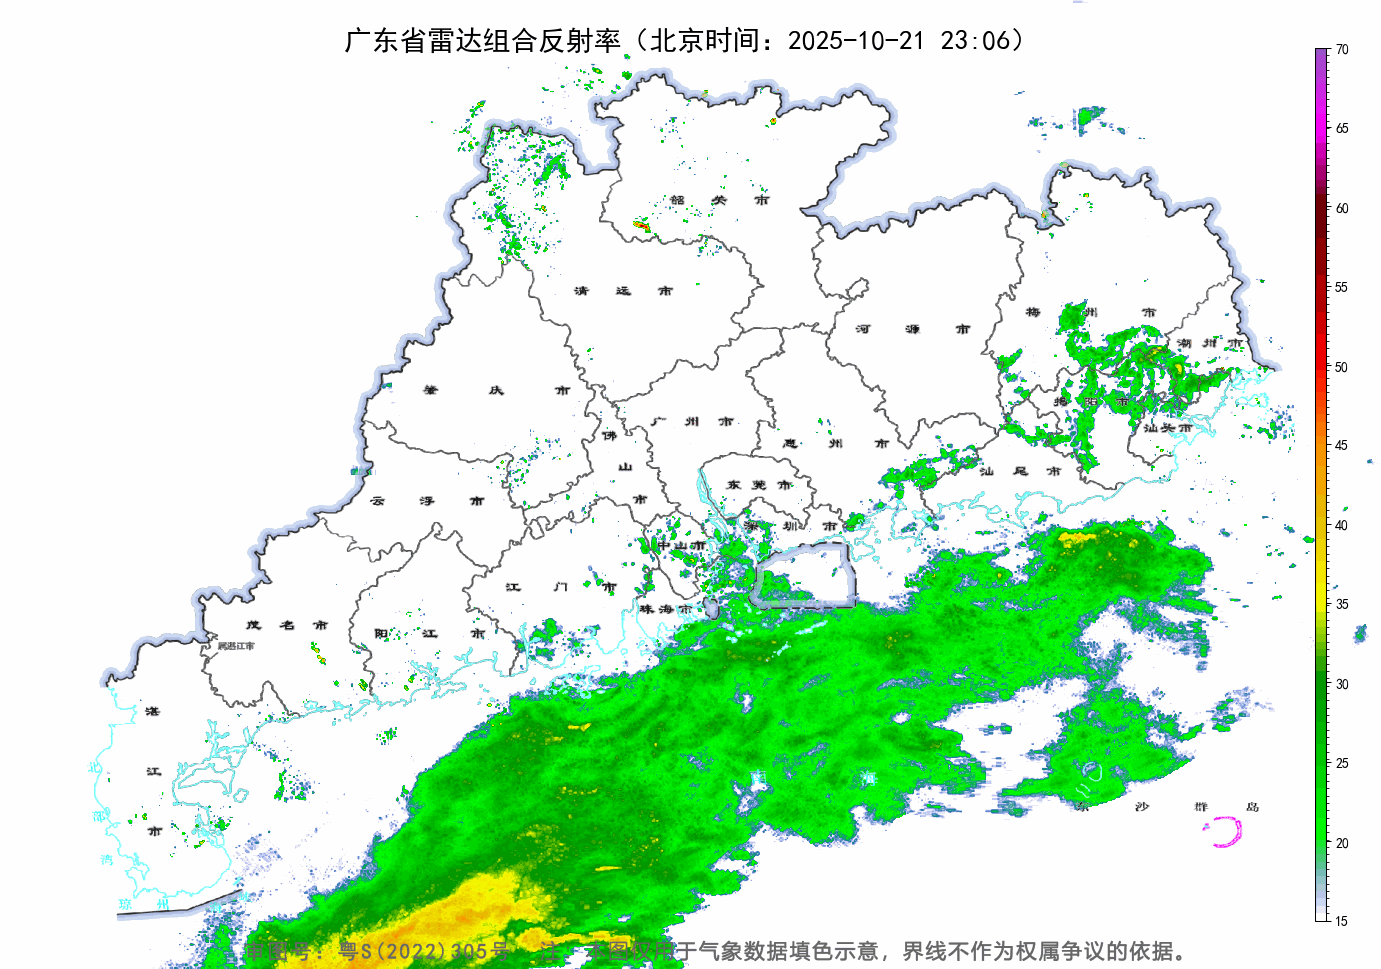 广东省雷达组合反射率（北京时间：2025-10-21 23:06）
70
65
60
55
50
45
40
35
30
25
20
15
韶关市
清远市
河源市
梅州市
潮州市
肇庆市
广州市
惠州市
揭阳市
汕头市
佛山市
东莞市
汕尾市
云浮市
深圳市
中山市
江门市
珠海市
茂名市
阳江市
属湛江市
湛江市
北部湾
琼州
南海
东沙群岛
审图号：粤S(2022)305号 注：本图仅用于气象数据填色示意，界线不作为权属争议的依据。